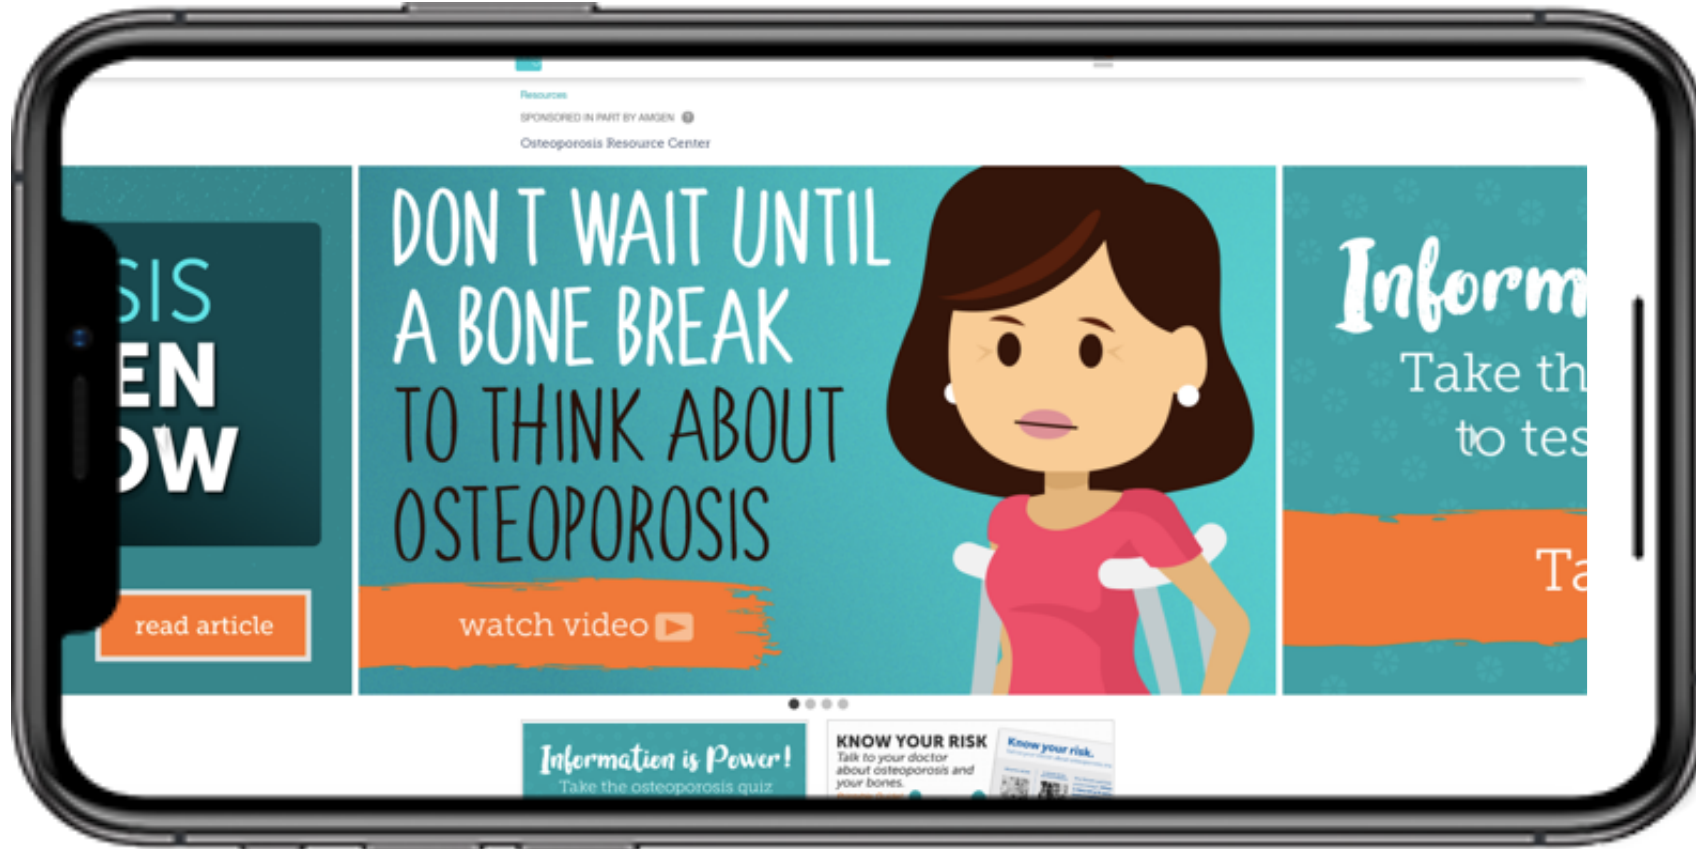 Resources
SPONSORED IN PART BY AMGEN ?
Osteoporosis Resource Center
SIS
EN
OW
read article
DON T WAIT UNTIL
A BONE BREAK
TO THINK ABOUT
OSTEOPOROSIS
watch video
Inform
Take th
to tes
Ta
Information is Power!
Take the osteoporosis quiz
KNOW YOUR RISK
Talk to your doctor
about osteoporosis and
your bones.
Know your risk.